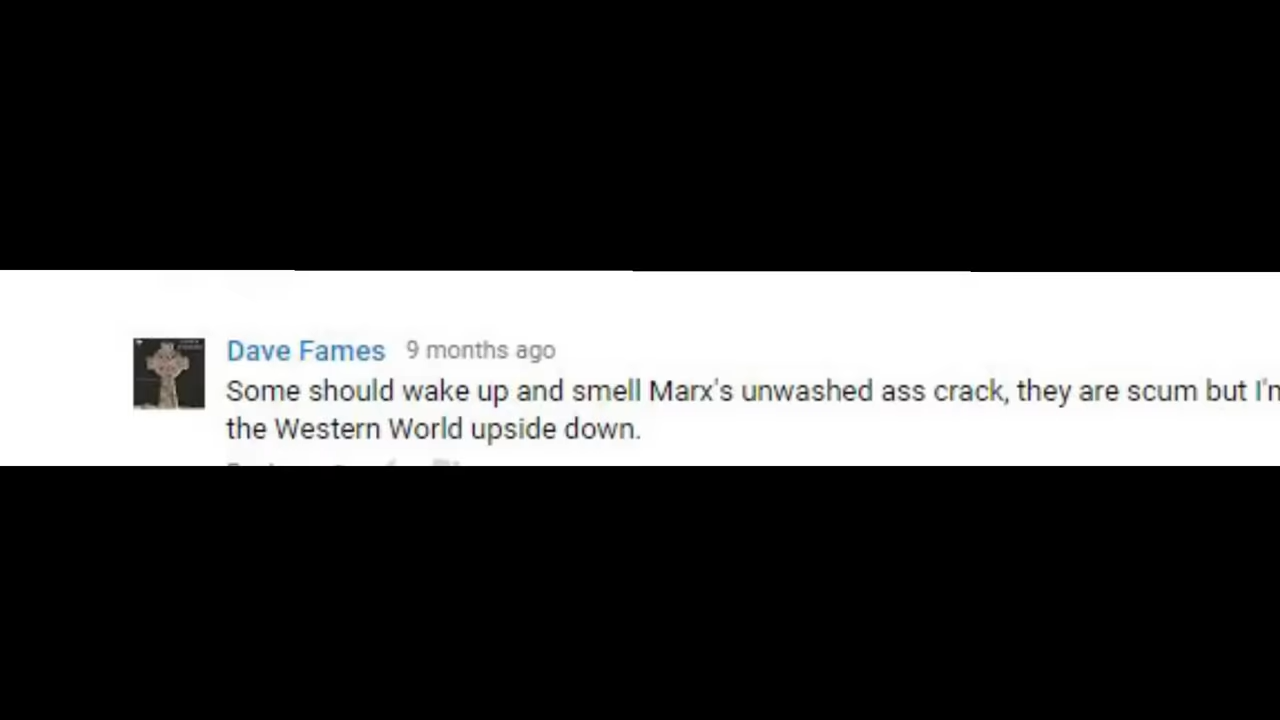 Dave Fames 9 months ago
Some should wake up and smell Marx's unwashed ass crack, they are scum but I'm
the Western World upside down.